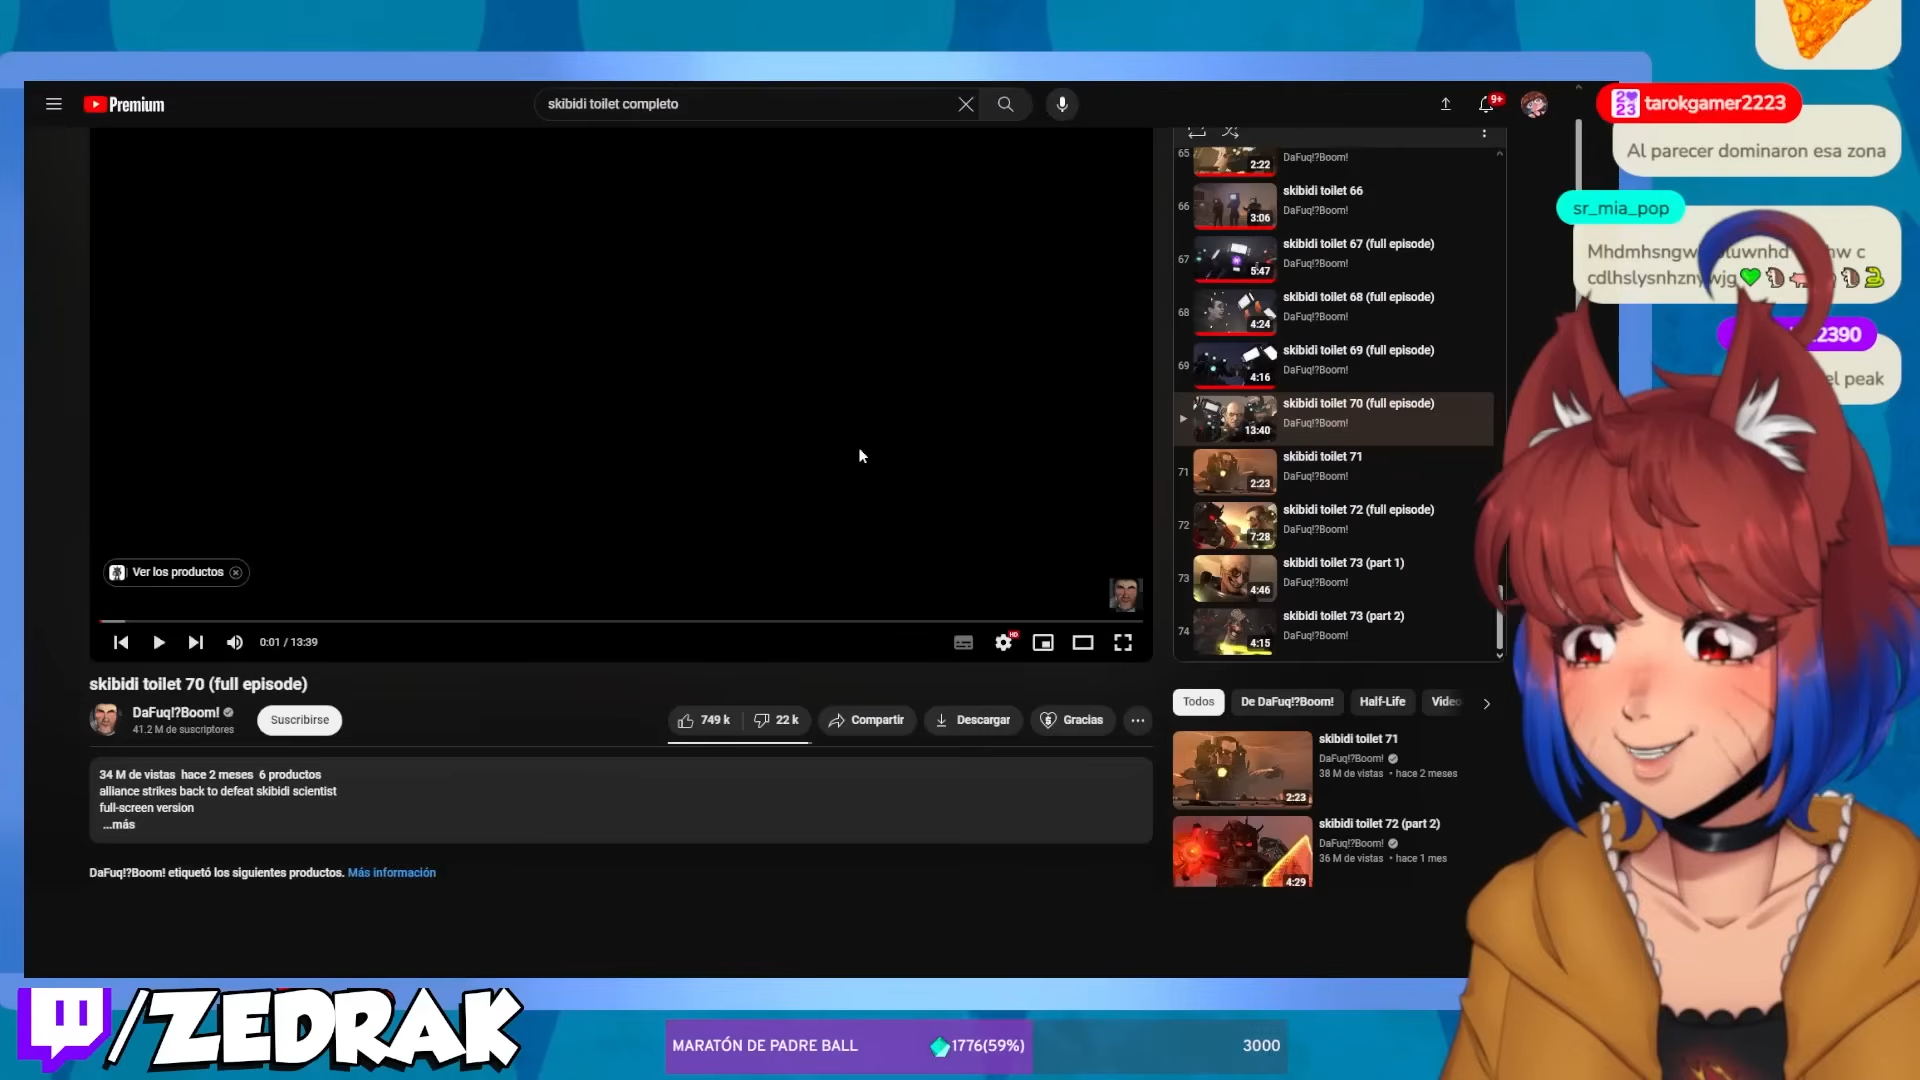 Premium
skibidi toilet completo
9+
tarokgamer2223
Al parecer dominaron esa zona
sr_mia_pop
2390
el peak
65
2:22
DaFuq!?Boom!
66
3:06
skibidi toilet 66
DaFuq!?Boom!
67
5:47
skibidi toilet 67 (full episode)
DaFuq!?Boom!
68
4:24
skibidi toilet 68 (full episode)
DaFuq!?Boom!
69
4:16
skibidi toilet 69 (full episode)
DaFuq!?Boom!
13:40
skibidi toilet 70 (full episode)
DaFuq!?Boom!
71
2:23
skibidi toilet 71
DaFuq!?Boom!
72
7:28
skibidi toilet 72 (full episode)
DaFuq!?Boom!
73
4:46
skibidi toilet 73 (part 1)
DaFuq!?Boom!
74
4:15
skibidi toilet 73 (part 2)
DaFuq!?Boom!
Ver los productos
0:01 / 13:39
HD
skibidi toilet 70 (full episode)
DaFuq!?Boom!
41.2 M de suscriptores
Suscribirse
749 k
22 k
Compartir
Descargar
Gracias
34 M de vistas hace 2 meses 6 productos
alliance strikes back to defeat skibidi scientist
full-screen version
...más
DaFuq!?Boom! etiquetó los siguientes productos. Más información
Todos
De DaFuq!?Boom!
Half-Life
Video
skibidi toilet 71
DaFuq!?Boom!
38 M de vistas • hace 2 meses
2:23
skibidi toilet 72 (part 2)
DaFuq!?Boom!
36 M de vistas • hace 1 mes
4:29
/ZEDRAK
MARATÓN DE PADRE BALL
1776(59%)
3000